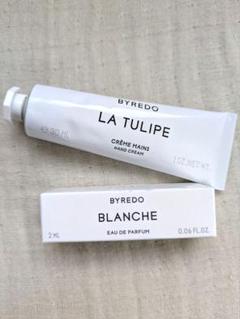 BYREDO
LA TULIPE
CRÈME MAINS
HAND CREAM
BYREDO
BLANCHE
EAU DE PARFUM
2 ML
0.06 FL.OZ.